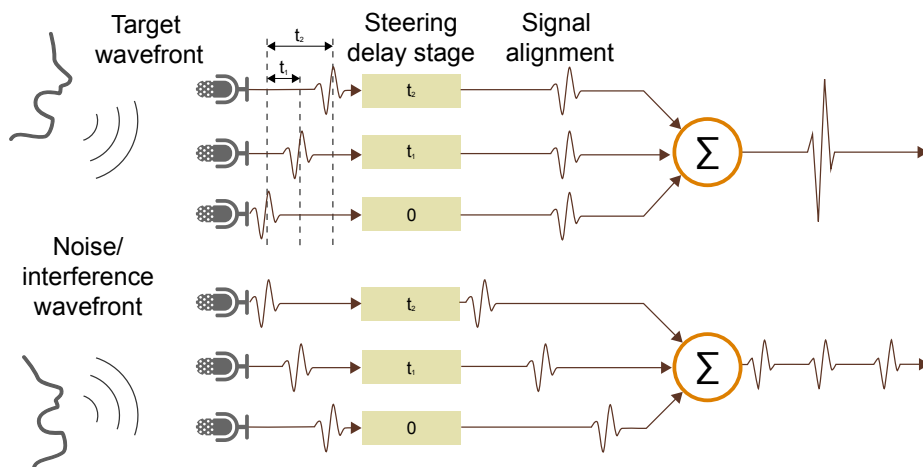 Target
wavefront
t₂
t₁
Steering
delay stage
Signal
alignment
t₂
t₁
0
Σ
Noise/
interference
wavefront
t₂
t₁
0
Σ